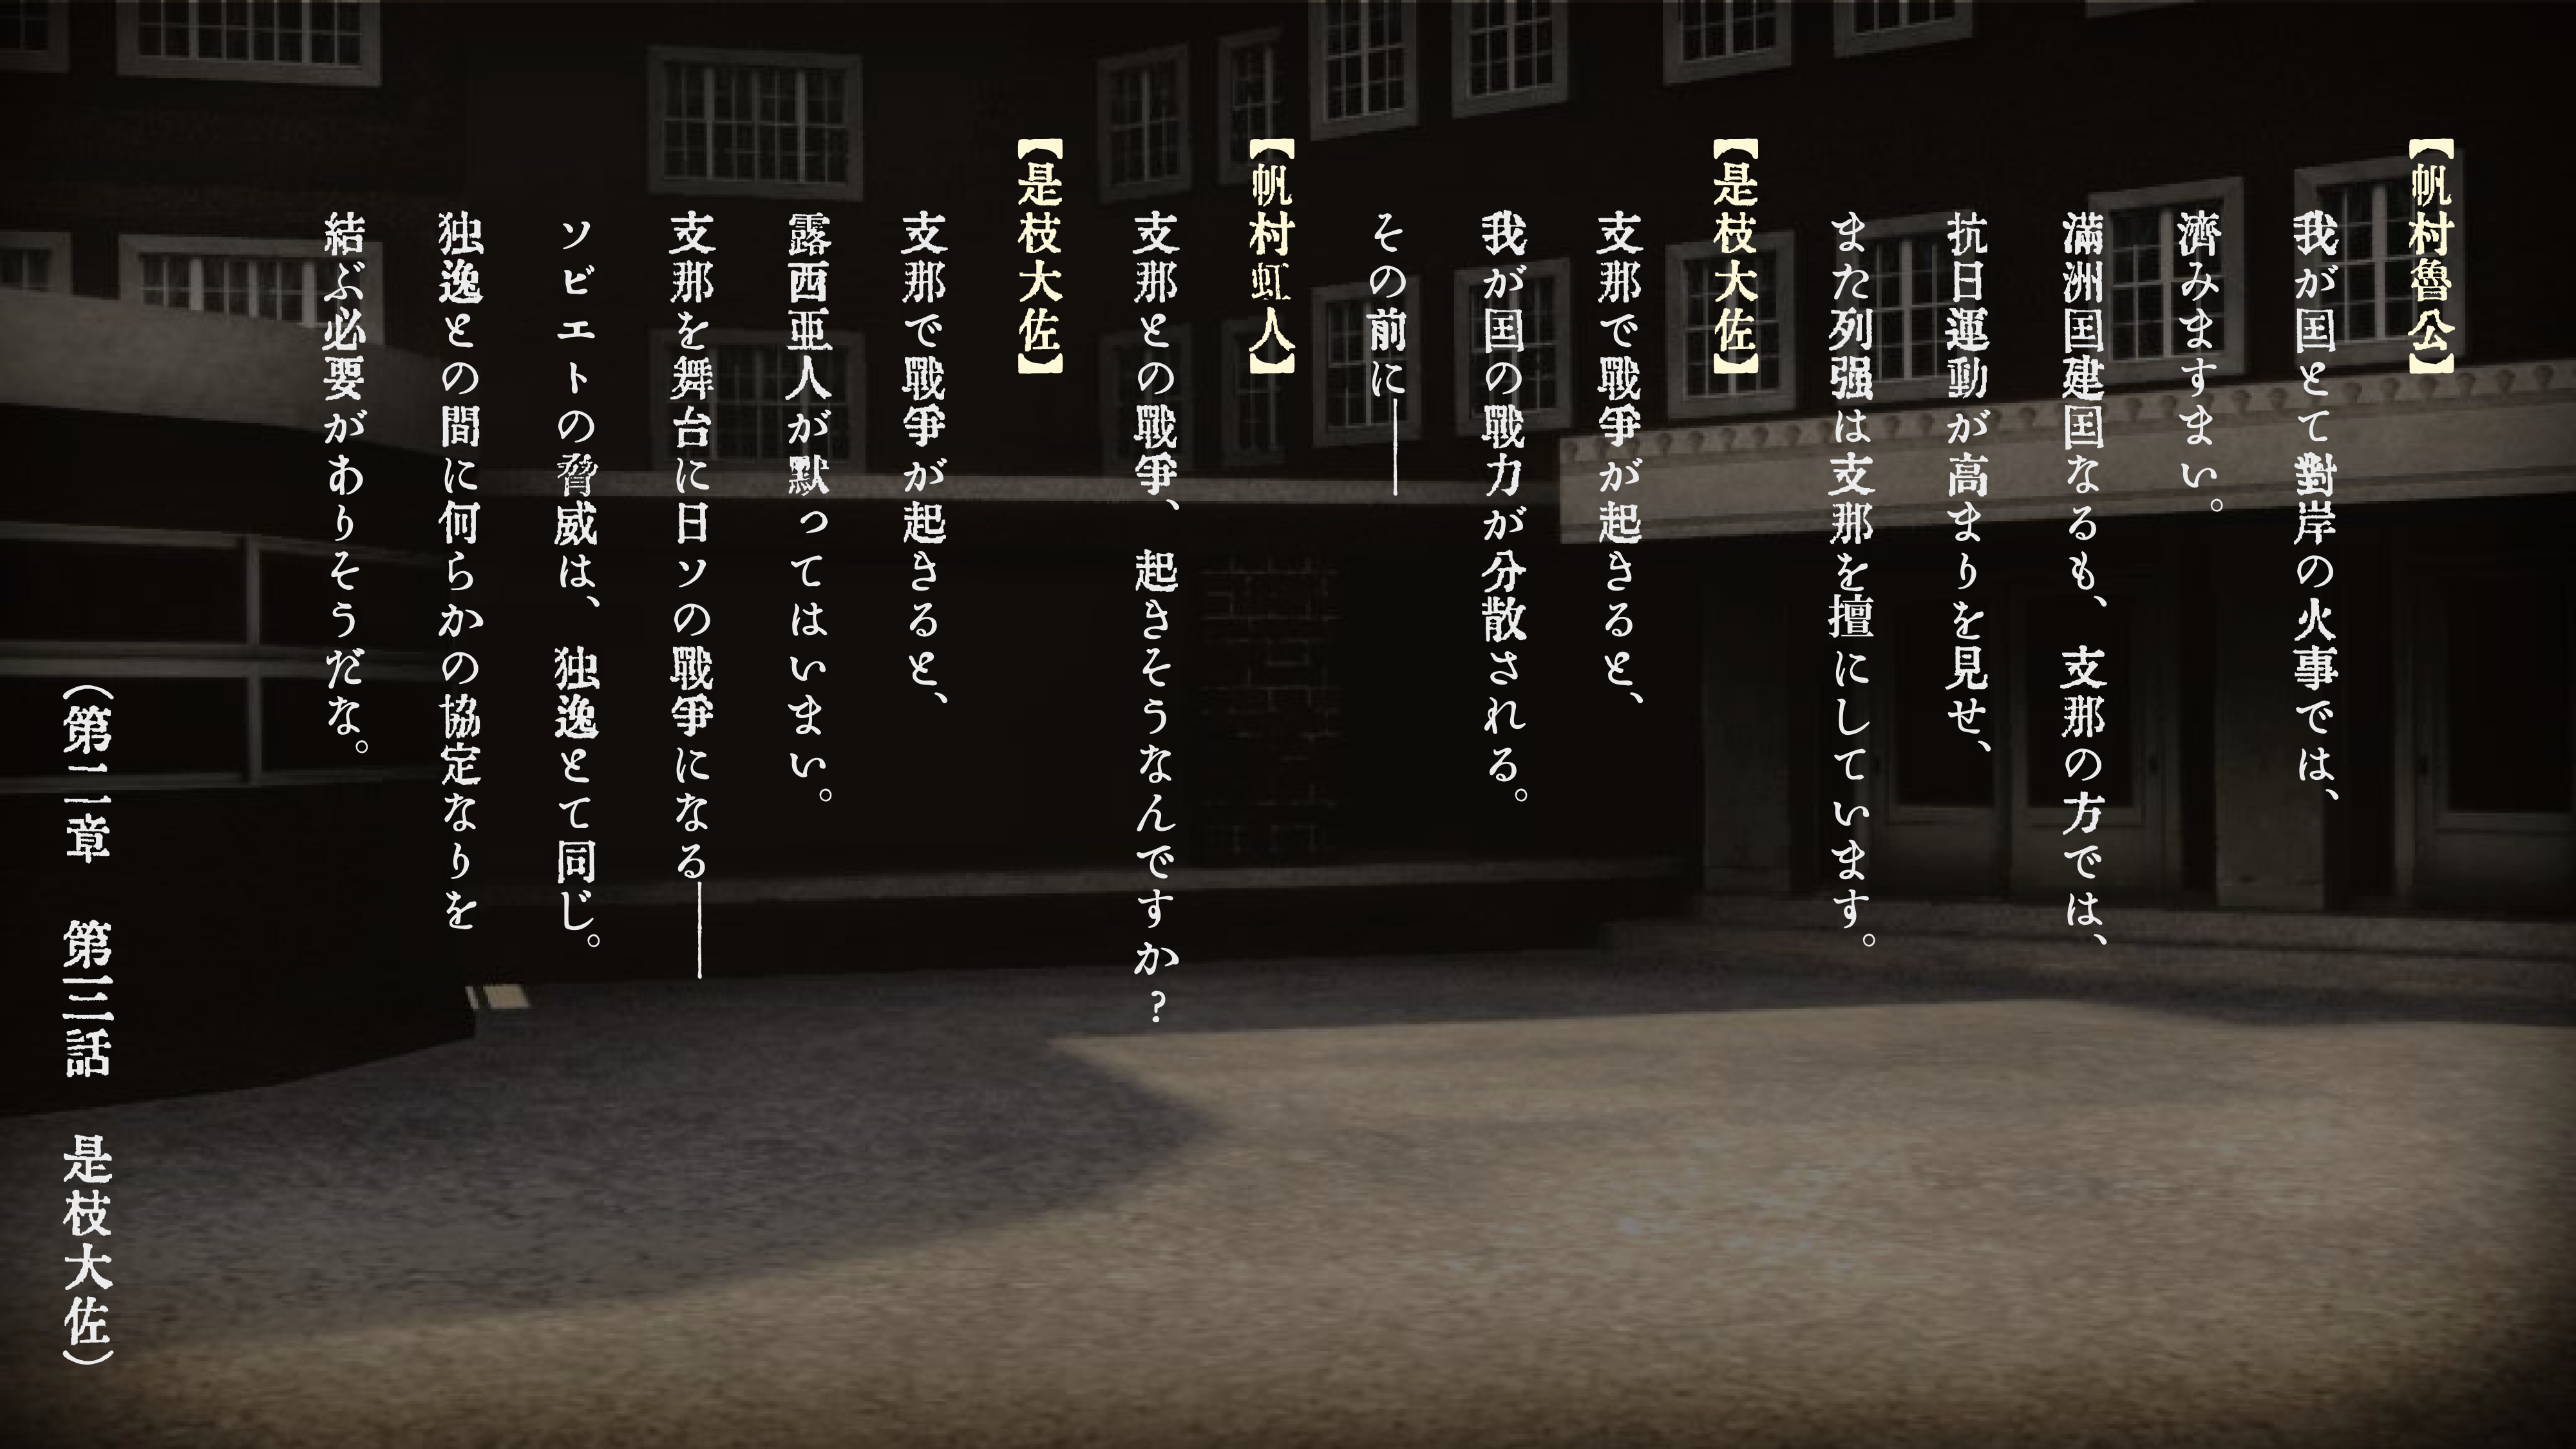 【帆村魯公】
我が国とて對岸の火事では、
濟みますまい。
滿洲国建国なるも、支那の方では、
抗日運動が高まりを見せ、
また列强は支那を擅にしています。
【是枝大佐】
支那で戰爭が起きると、
我が国の戰力が分散される。
その前に――
【帆村虹人】
支那との戰爭、起きそうなんですか？
【是枝大佐】
支那で戰爭が起きると、
露西亜人が默ってはいまい。
支那を舞台に日ソの戰爭になる――
ソビエトの脅威は、独逸とて同じ。
独逸との間に何らかの協定なりを
結ぶ必要がありそうだな。
（第二章　第三話　是枝大佐）